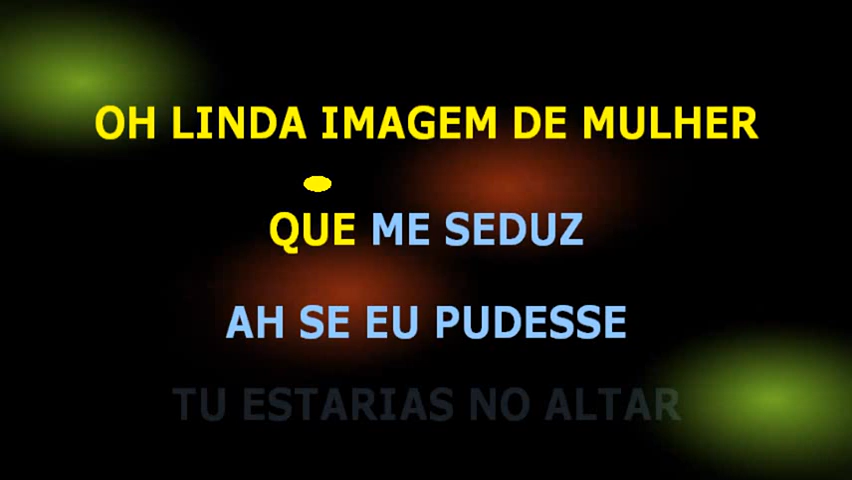 OH LINDA IMAGEM DE MULHER
QUE ME SEDUZ
AH SE EU PUDESSE
TU ESTARIAS NO ALTAR